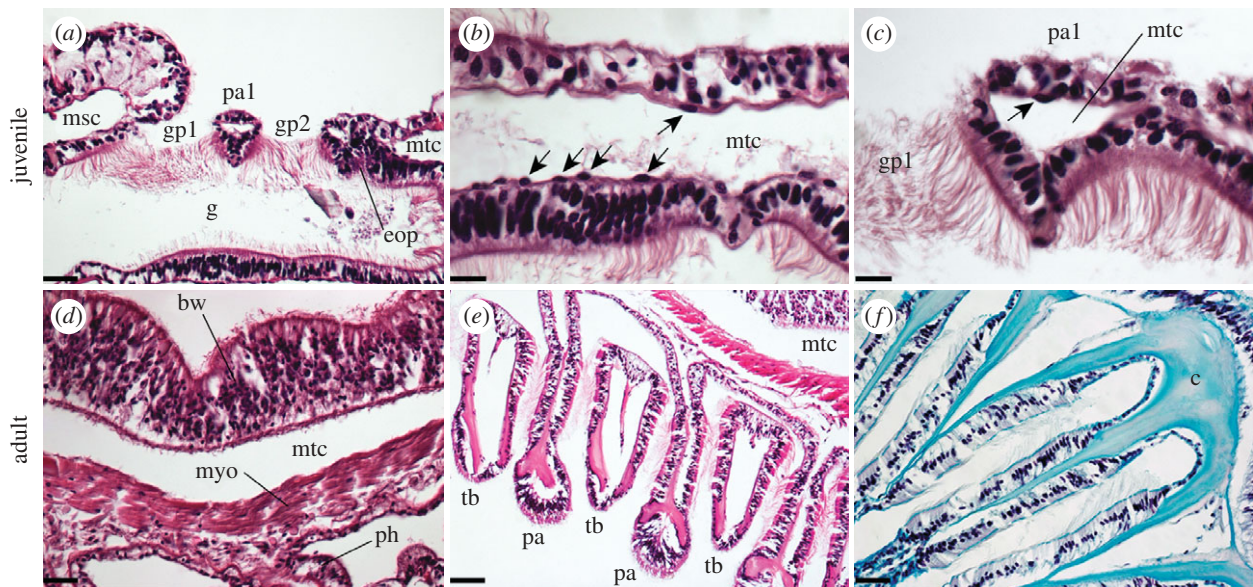 juvenile
(a)
pa1
msc
gp1
gp2
mtc
g
eop
(b)
mtc
(c)
pa1
mtc
gp1
adult
(d)
bw
mtc
myo
ph
(e)
mtc
tb
pa
tb
pa
tb
(f)
c